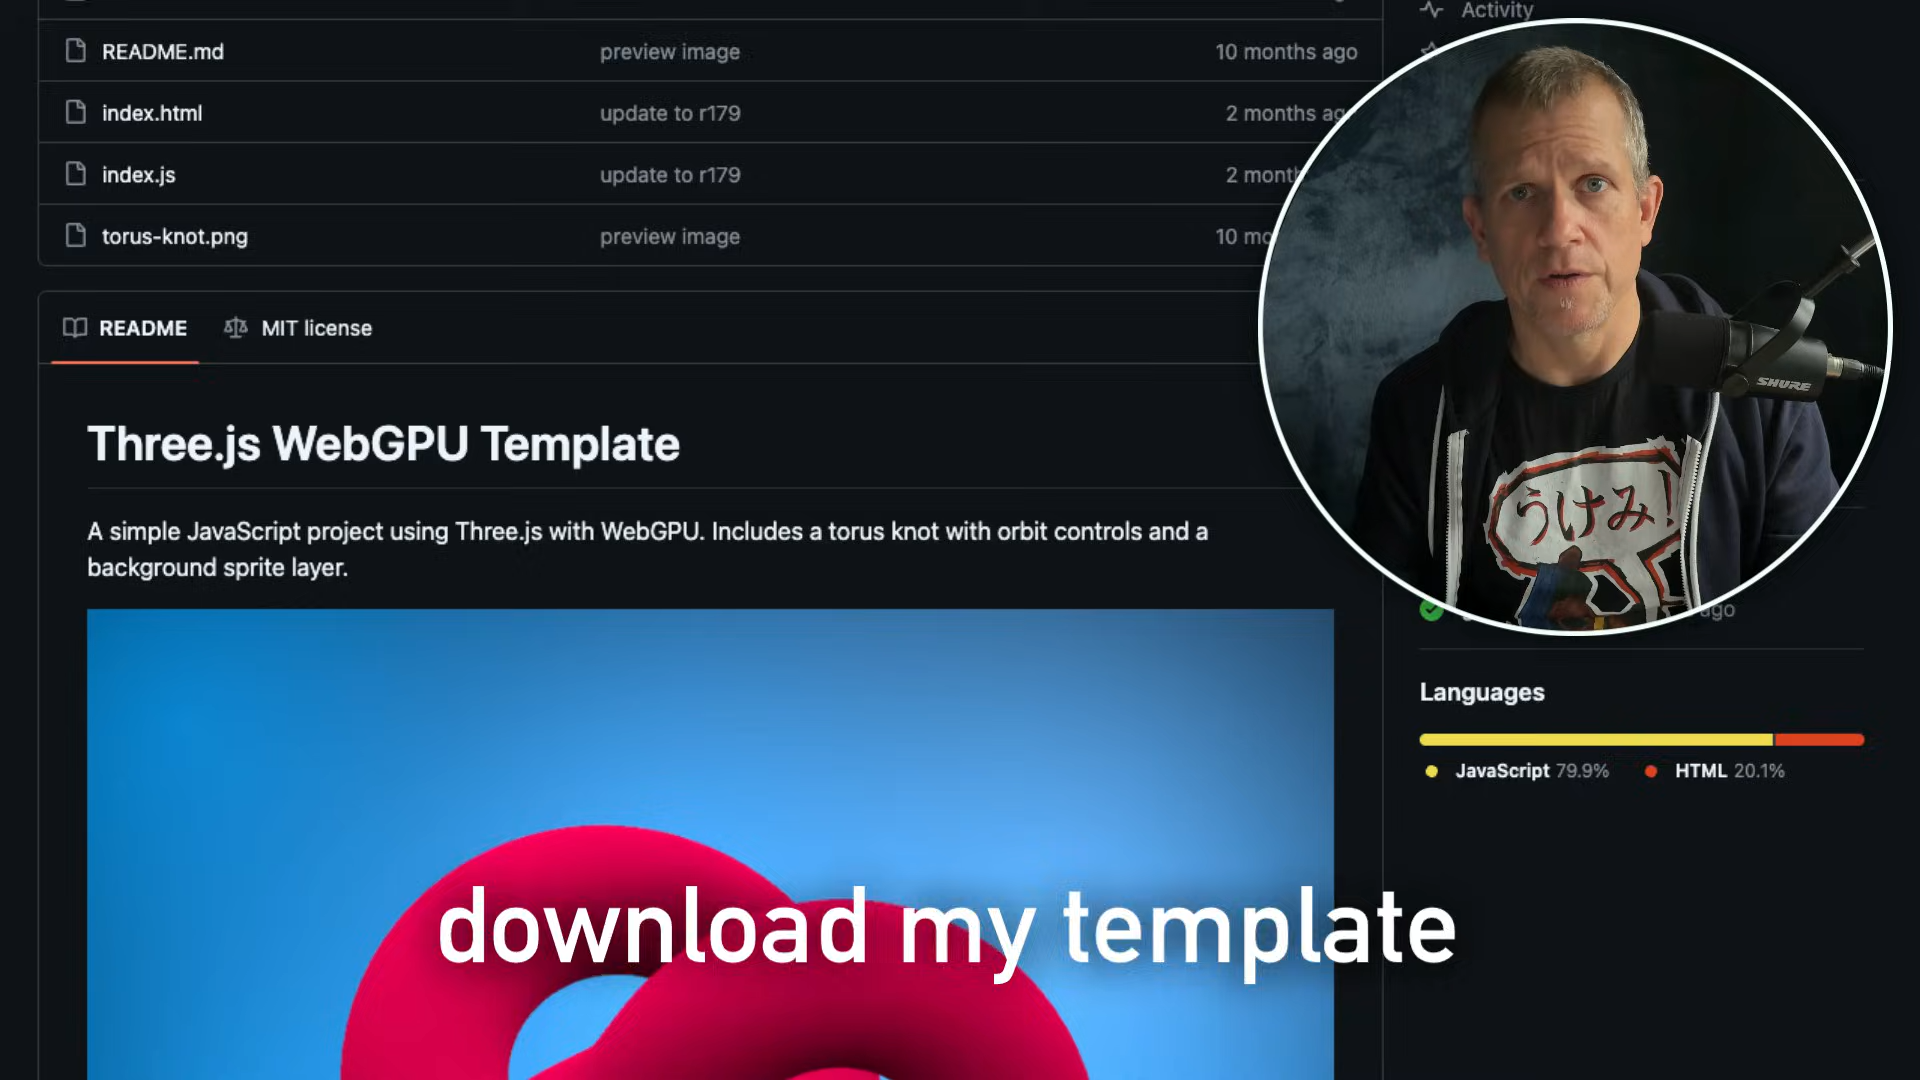 Activity
README.md preview image 10 months ago
index.html update to r179 2 months ago
index.js update to r179 2 month
torus-knot.png preview image 10 mo
README MIT license
Three.js WebGPU Template
A simple JavaScript project using Three.js with WebGPU. Includes a torus knot with orbit controls and a
background sprite layer.
SHURE
うけみ!
ago
Languages
JavaScript 79.9% HTML 20.1%
download my template